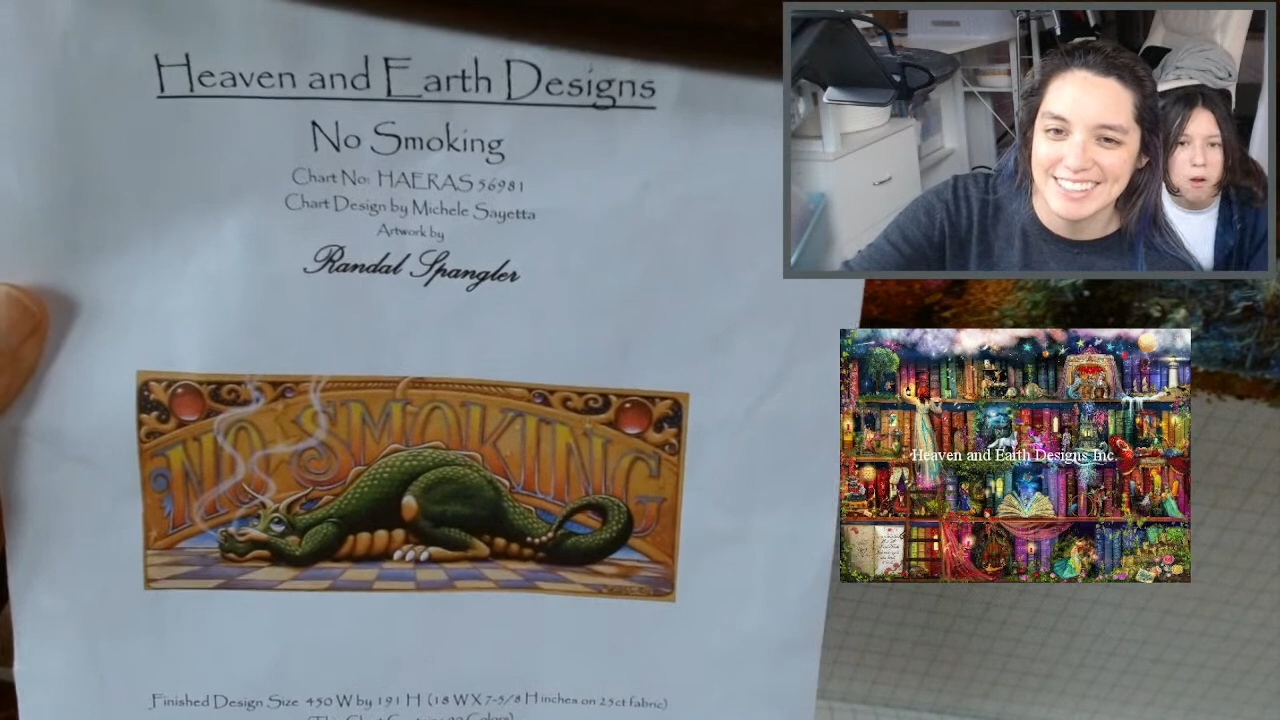 Heaven and Earth Designs
No Smoking
Chart No: HAERAS 56981
Chart Design by Michele Sayetta
Artwork by
Randal Spangler
NO SMOKING
Finished Design Size 450 W by 191 H (18 W X 7-5/8 H inches on 25ct fabric)
Heaven and Earth Designs Inc.